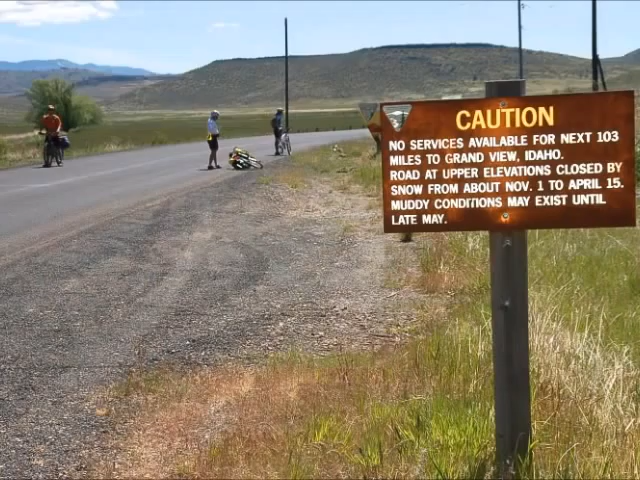 CAUTION
NO SERVICES AVAILABLE FOR NEXT 103
MILES TO GRAND VIEW, IDAHO.
ROAD AT UPPER ELEVATIONS CLOSED BY
SNOW FROM ABOUT NOV. 1 TO APRIL 15.
MUDDY CONDITIONS MAY EXIST UNTIL
LATE MAY.